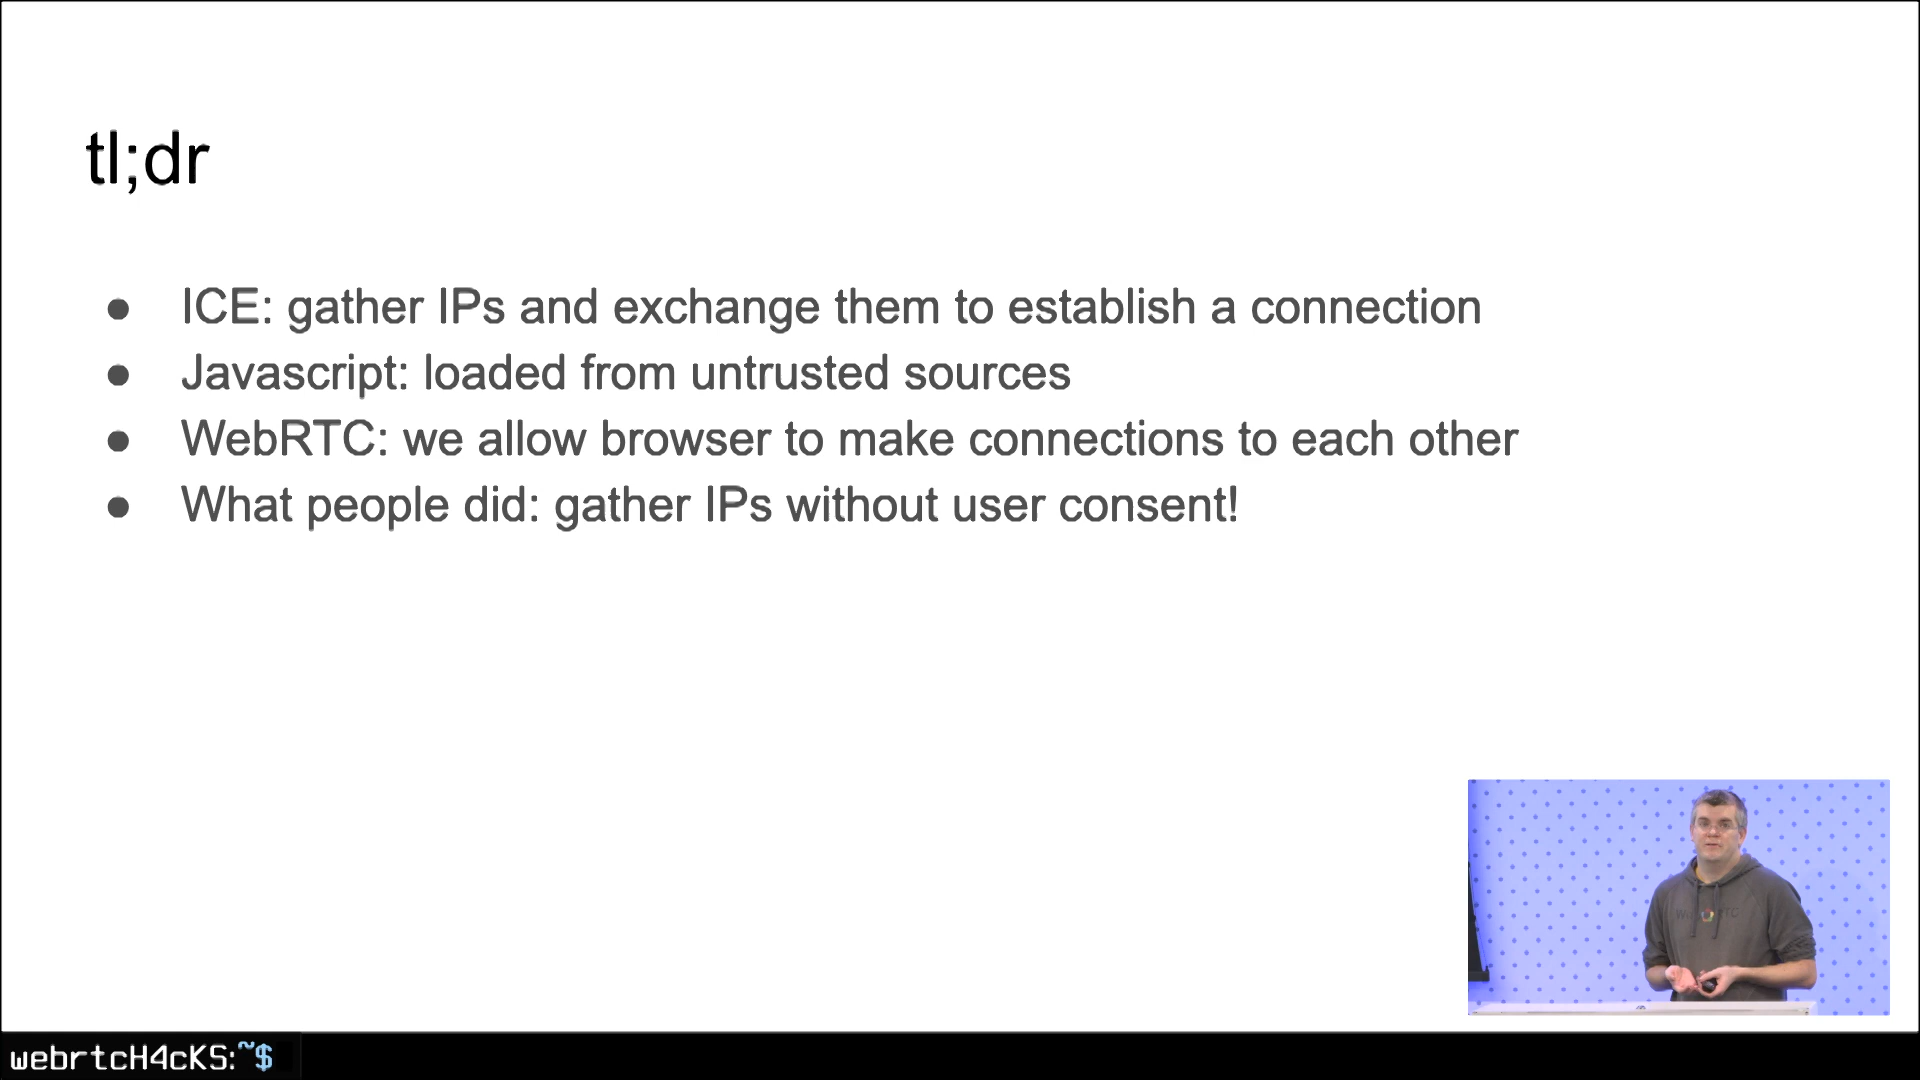 tl;dr
● ICE: gather IPs and exchange them to establish a connection
● Javascript: loaded from untrusted sources
● WebRTC: we allow browser to make connections to each other
● What people did: gather IPs without user consent!
webrtcH4cKS:~$